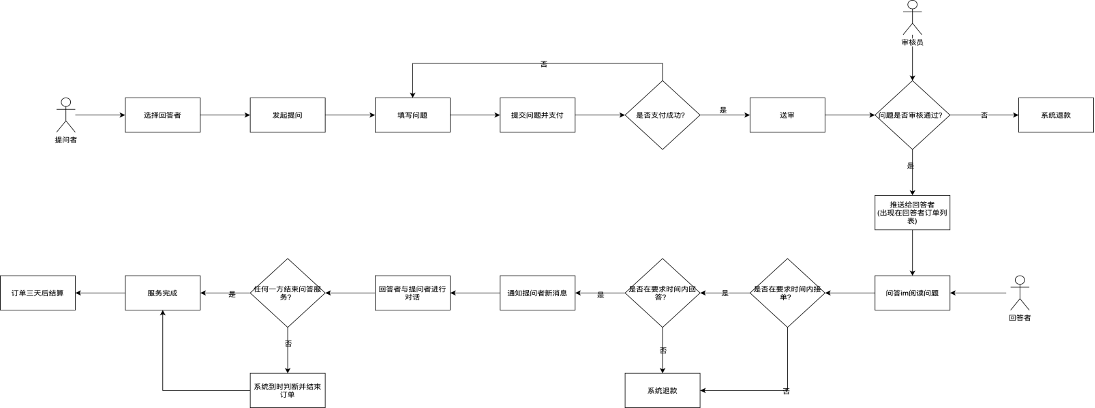 审核员
否
提问者
选择回答者
发起提问
填写问题
提交问题并支付
是否支付成功?
是
送审
问题是否审核通过?
否
系统退款
是
推送给回答者
(出现在回答者订单列
表)
订单三天后结算
服务完成
是
任何一方结束问答服
务?
回答者与提问者进行
对话
通知提问者新消息
是
是否在要求时间内回
答?
是
是否在要求时间内接
单?
问答im阅读问题
回答者
否
否
否
系统到时判断并结束
订单
系统退款